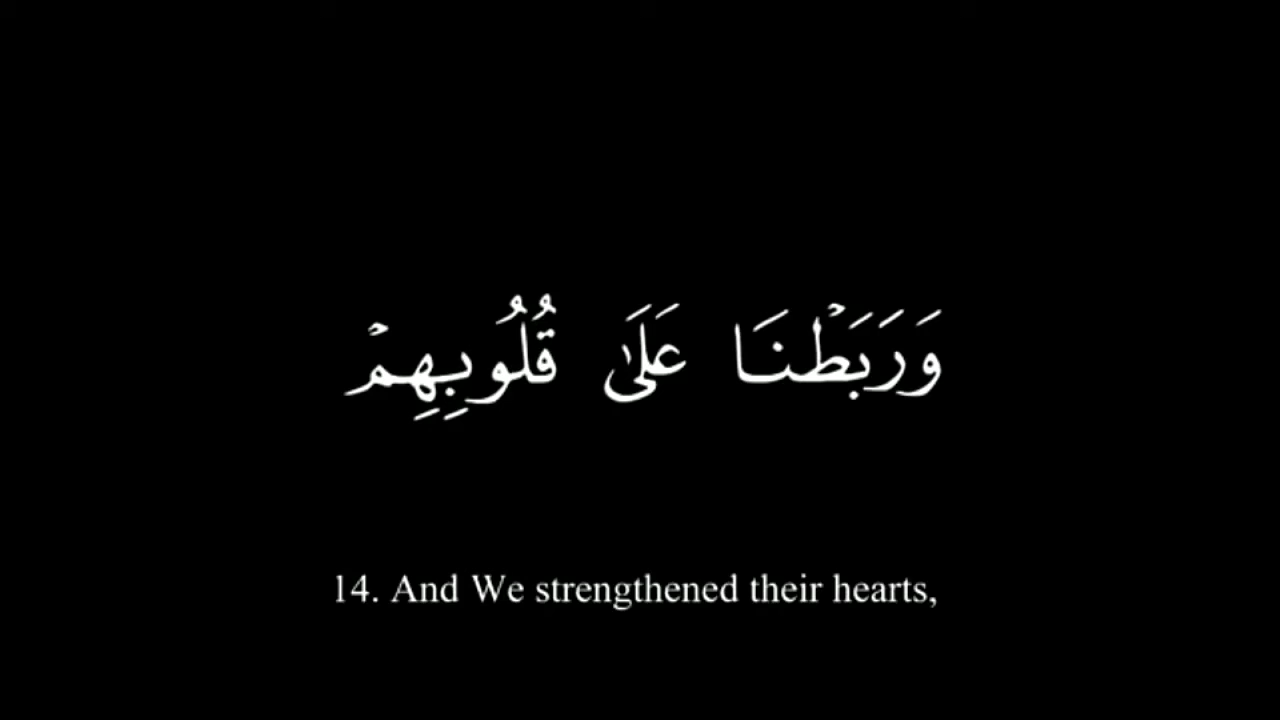 وَرَبَطۡنَا عَلَىٰ قُلُوبِهِمۡ
14. And We strengthened their hearts,